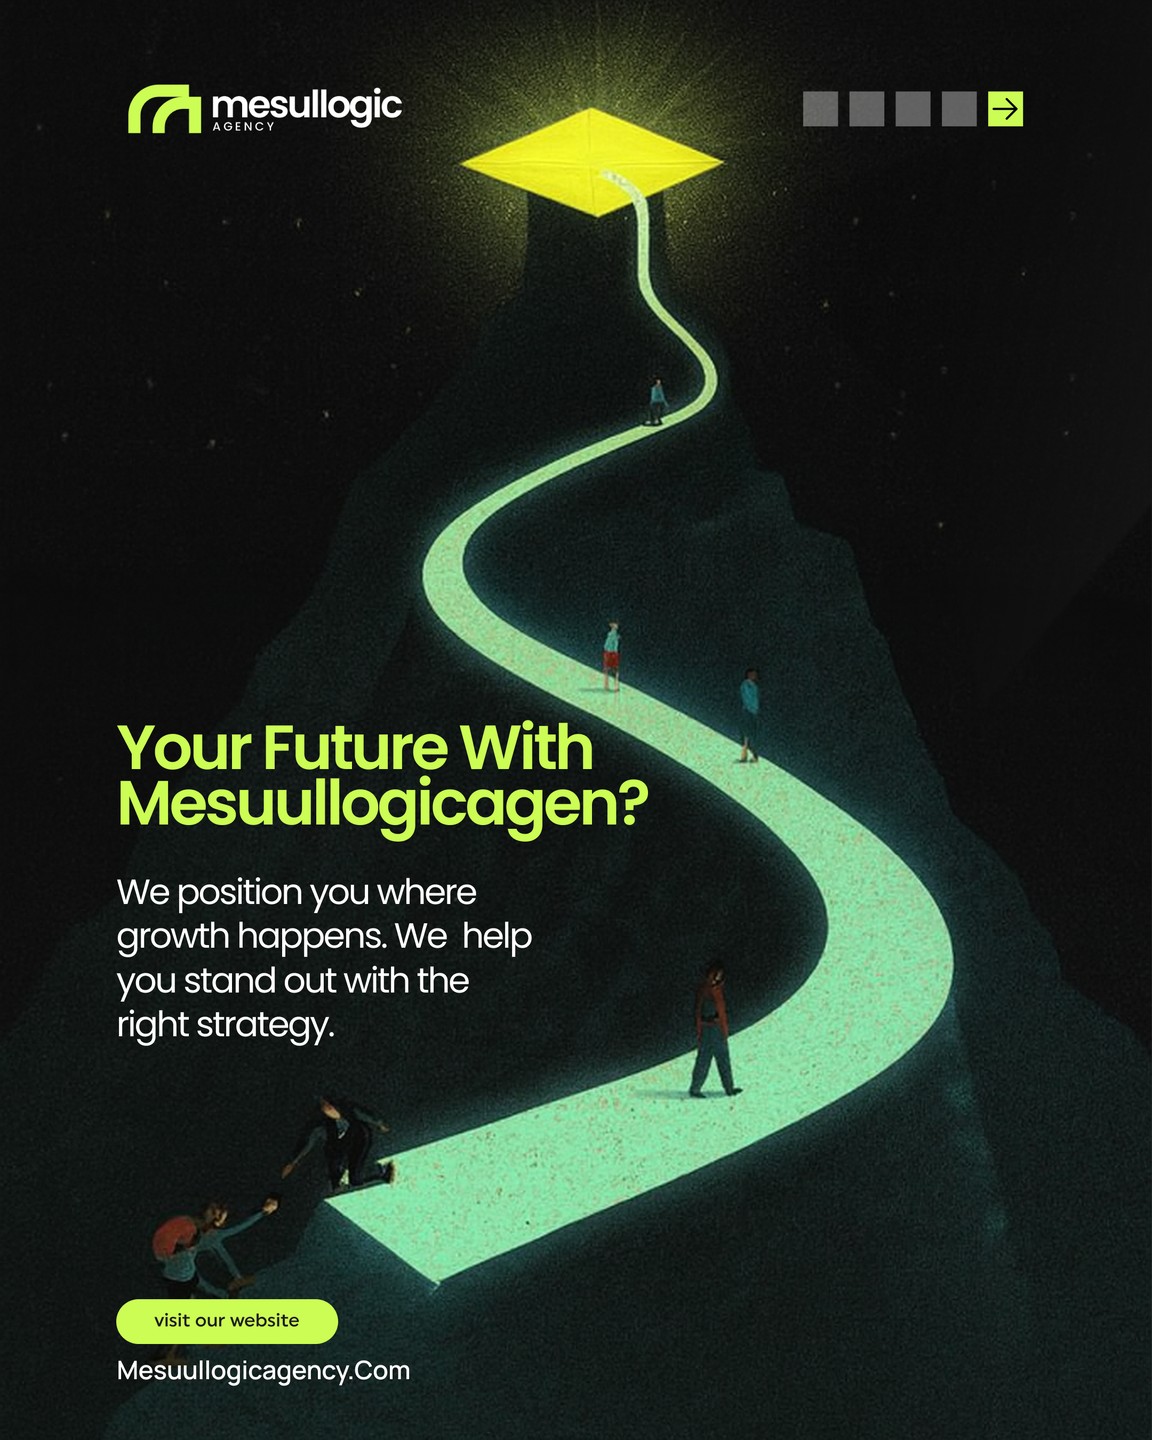 mesullogic
AGENCY
Your Future With
Mesuullogicagen?
We position you where
growth happens. We  help
you stand out with the
right strategy.
visit our website
Mesuullogicagency.Com